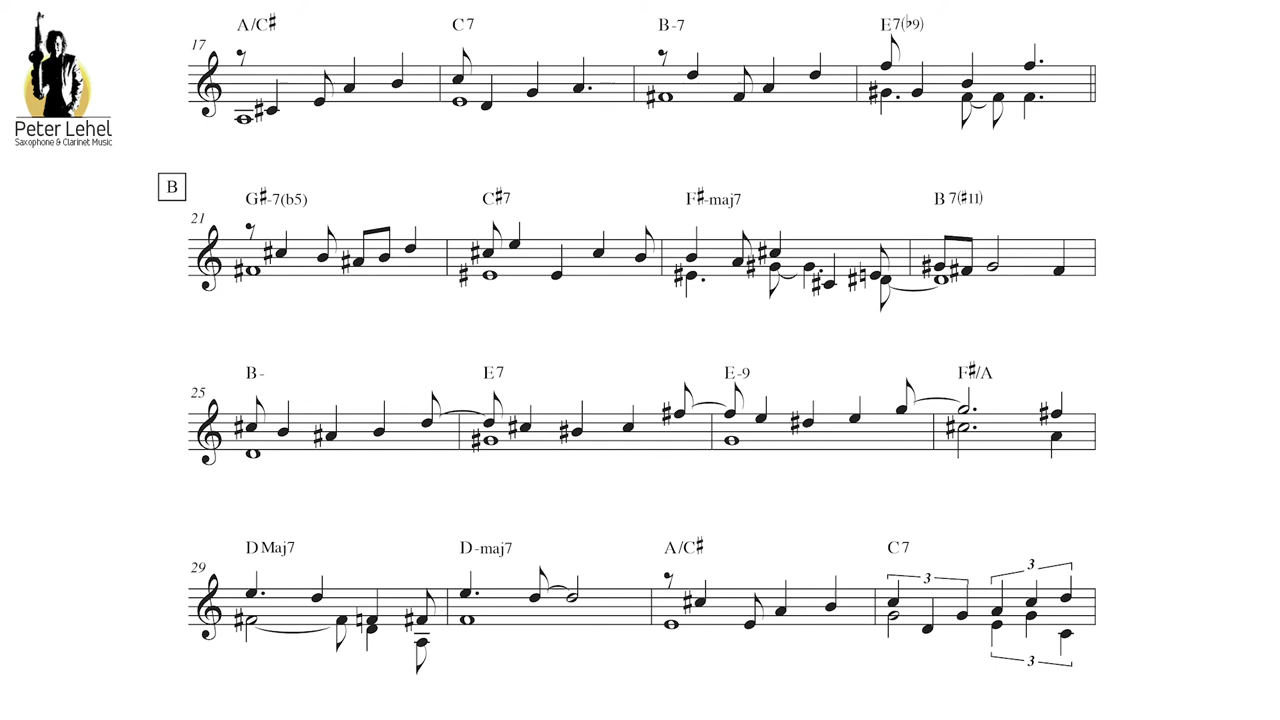 A/C♯ C7 B-7 E7(♭9)
17
Peter Lehel
Saxophone & Clarinet Music
B
G♯-7(b5) C♯7 F♯-maj7 B7(♯11)
21
B- E7 E-9 F♯/A
25
D Maj7 D-maj7 A/C♯ C7
29
3 3
3